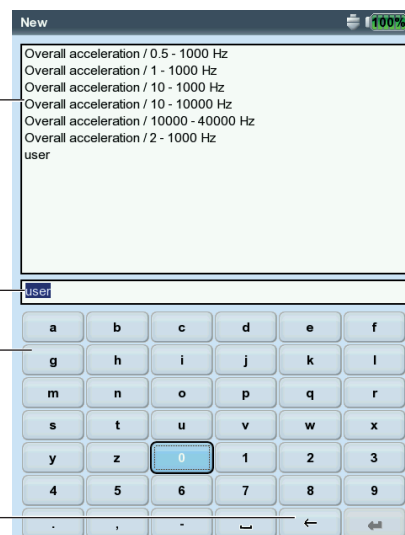 New 100%
Overall acceleration / 0.5 - 1000 Hz
Overall acceleration / 1 - 1000 Hz
Overall acceleration / 10 - 1000 Hz
Overall acceleration / 10 - 10000 Hz
Overall acceleration / 10000 - 40000 Hz
Overall acceleration / 2 - 1000 Hz
user
user
a b c d e f
g h i j k l
m n o p q r
s t u v w x
y z 0 1 2 3
4 5 6 7 8 9
. , - ⎵ ← ↵